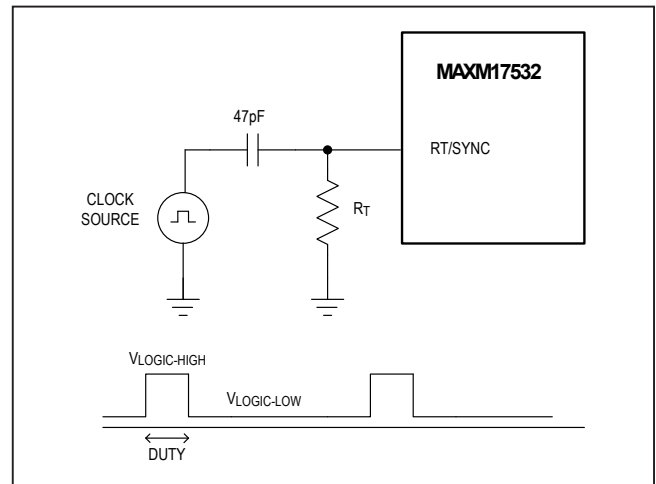 MAXM17532
47pF
RT/SYNC
CLOCK
SOURCE
RT
VLOGIC-HIGH
VLOGIC-LOW
DUTY